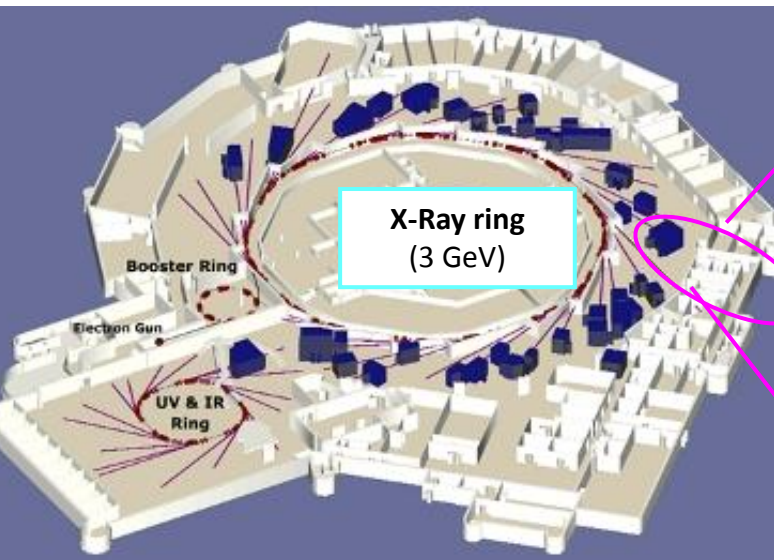 X-Ray ring
(3 GeV)
Booster Ring
Electron Gun
UV & IR
Ring